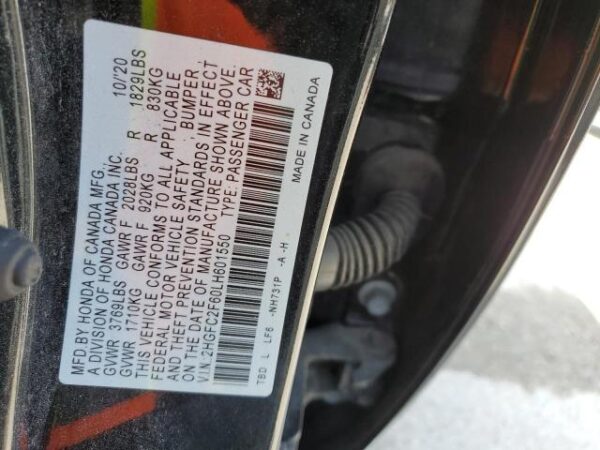 MFD.BY HONDA OF CANADA MFG. 10/20
A DIVISION OF HONDA CANADA INC.
GVWR 3769LBS GAWR F 2028LBS R 1829LBS
GVWR 1710KG GAWR F 920KG R 830KG
THIS VEHICLE CONFORMS TO ALL APPLICABLE
FEDERAL MOTOR VEHICLE SAFETY , BUMPER ,
AND THEFT PREVENTION STANDARDS IN EFFECT
ON THE DATE OF MANUFACTURE SHOWN ABOVE.
V.I.N: 2HGFC2F60LH601550 TYPE: PASSENGER CAR
TBD L LF6 -NH731P -A -H MADE IN CANADA